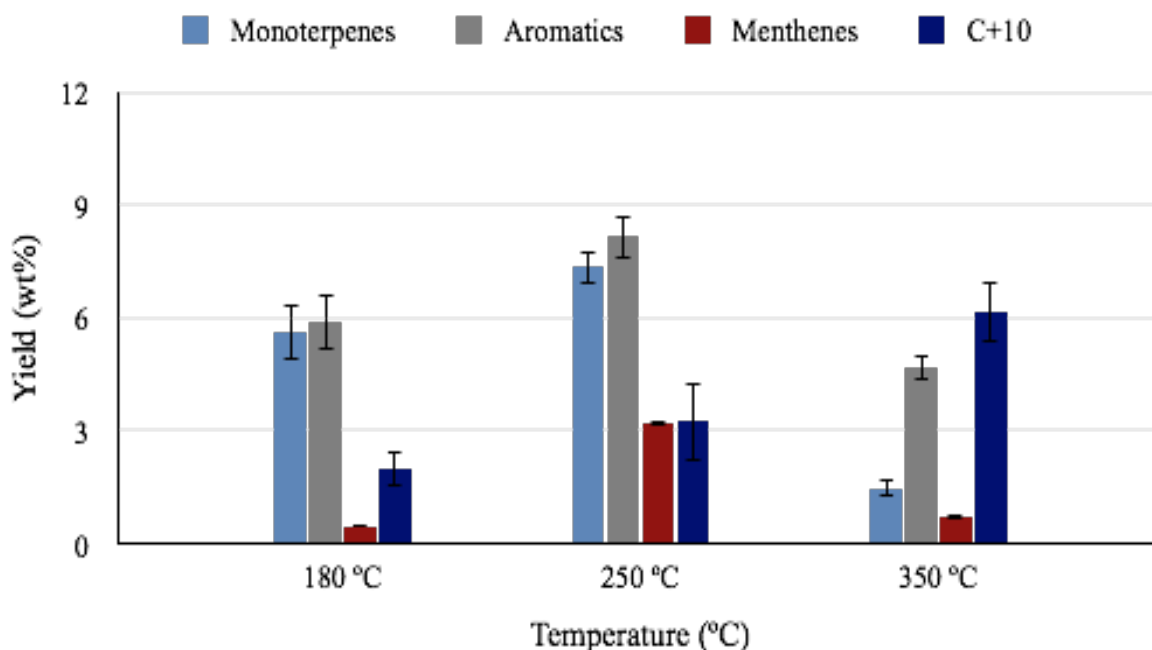 Monoterpenes Aromatics Menthenes C+10
12
9
6
3
0
Yield (wt%)
180 ºC 250 ºC 350 ºC
Temperature (ºC)